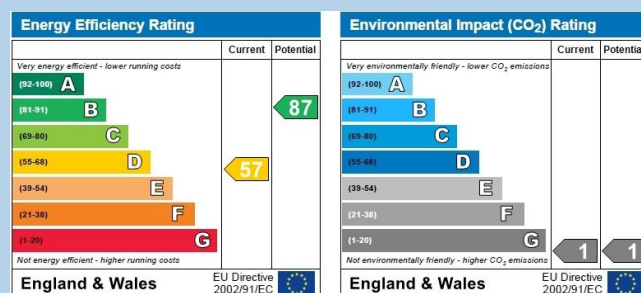 Energy Efficiency Rating
Current Potential
Very energy efficient - lower running costs
(92-100) A
(81-91) B
87
(69-80) C
(55-68) D
57
(39-54) E
(21-38) F
(1-20) G
Not energy efficient - higher running costs
England & Wales
EU Directive
2002/91/EC
Environmental Impact (CO₂) Rating
Current Potential
Very environmentally friendly - lower CO₂ emissions
(92-100) A
(81-91) B
(69-80) C
(55-68) D
(39-54) E
(21-38) F
(1-20) G
1 1
Not environmentally friendly - higher CO₂ emissions
England & Wales
EU Directive
2002/91/EC